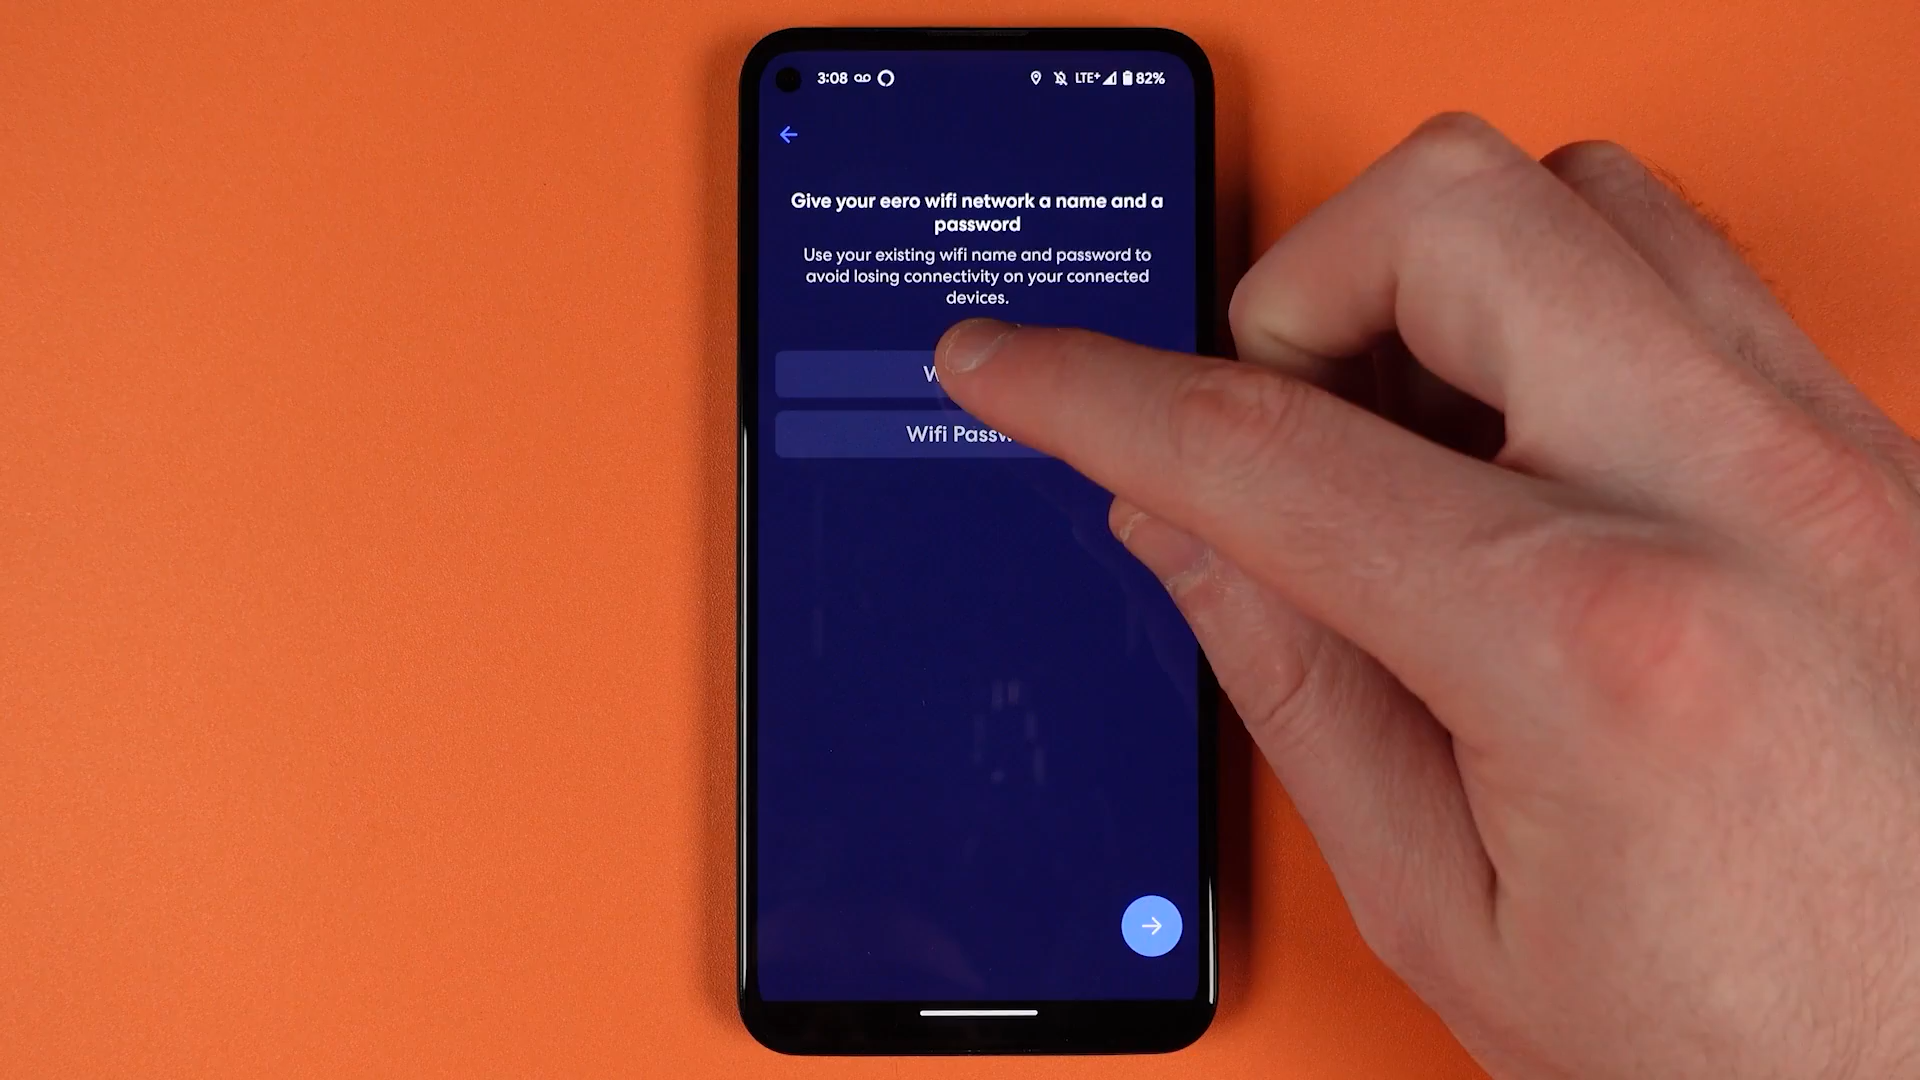 3:08 LTE+ 82%
Give your eero wifi network a name and a
password
Use your existing wifi name and password to
avoid losing connectivity on your connected
devices.
Wifi